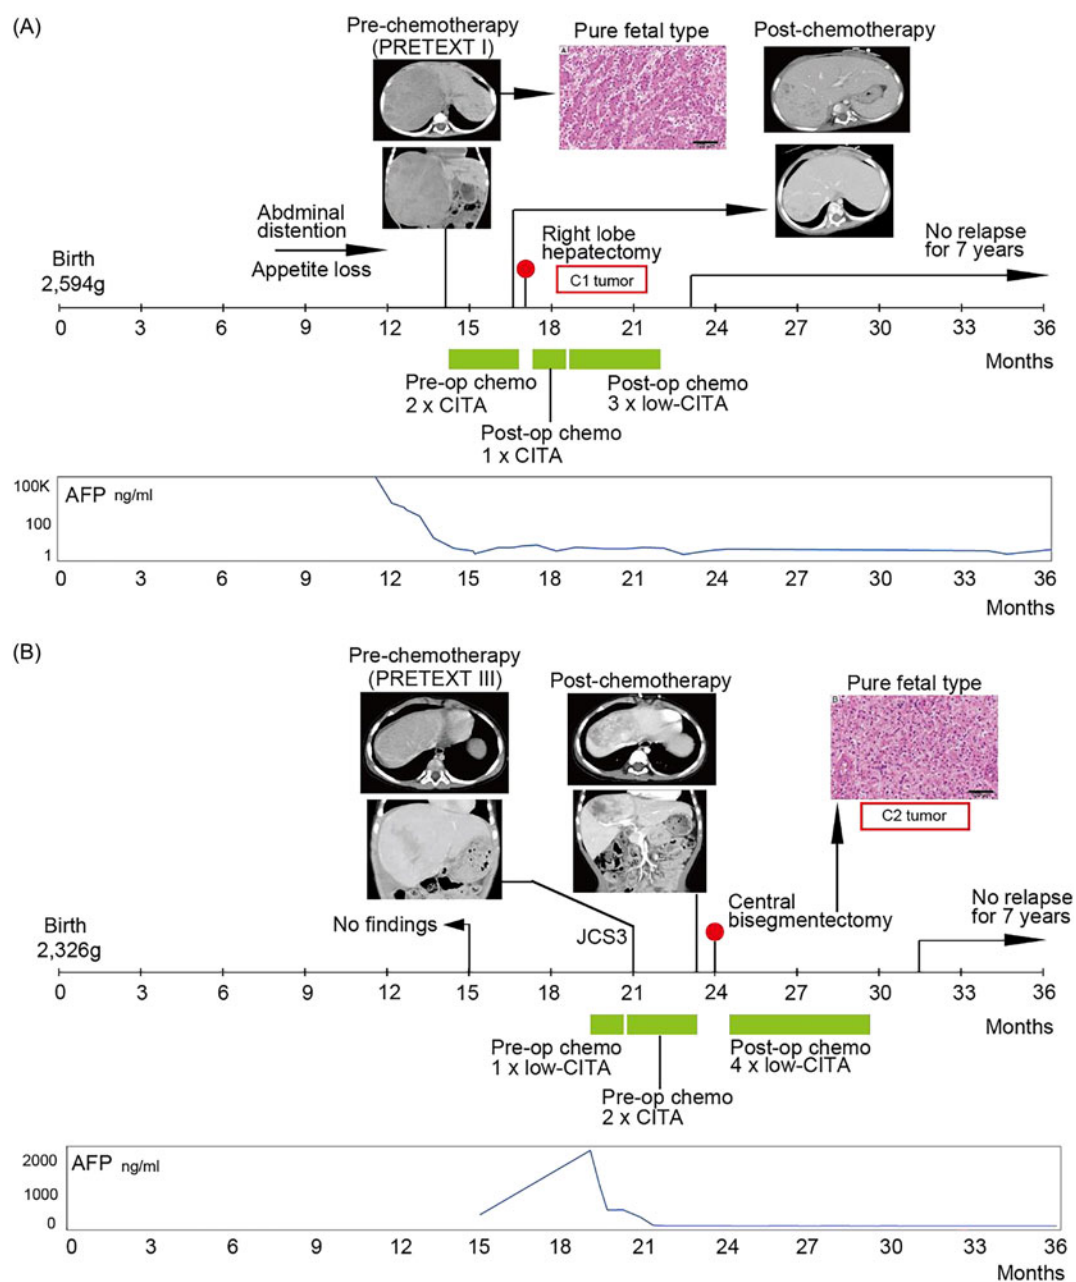 (A)
Pre-chemotherapy
(PRETEXT I)
Pure fetal type
Post-chemotherapy
A
Abdminal
distention
Appetite loss
Right lobe
hepatectomy
C1 tumor
No relapse
for 7 years
Birth
2,594g
0 3 6 9 12 15 18 21 24 27 30 33 36
Months
Pre-op chemo
2 x CITA
Post-op chemo
3 x low-CITA
Post-op chemo
1 x CITA
AFP ng/ml
100K
100
1
0 3 6 9 12 15 18 21 24 27 30 33 36
Months
(B)
Pre-chemotherapy
(PRETEXT III)
Post-chemotherapy
Pure fetal type
B
C2 tumor
No findings
JCS3
Central
bisegmentectomy
No relapse
for 7 years
Birth
2,326g
0 3 6 9 12 15 18 21 24 27 30 33 36
Months
Pre-op chemo
1 x low-CITA
Post-op chemo
4 x low-CITA
Pre-op chemo
2 x CITA
AFP ng/ml
2000
1000
0
0 3 6 9 12 15 18 21 24 27 30 33 36
Months